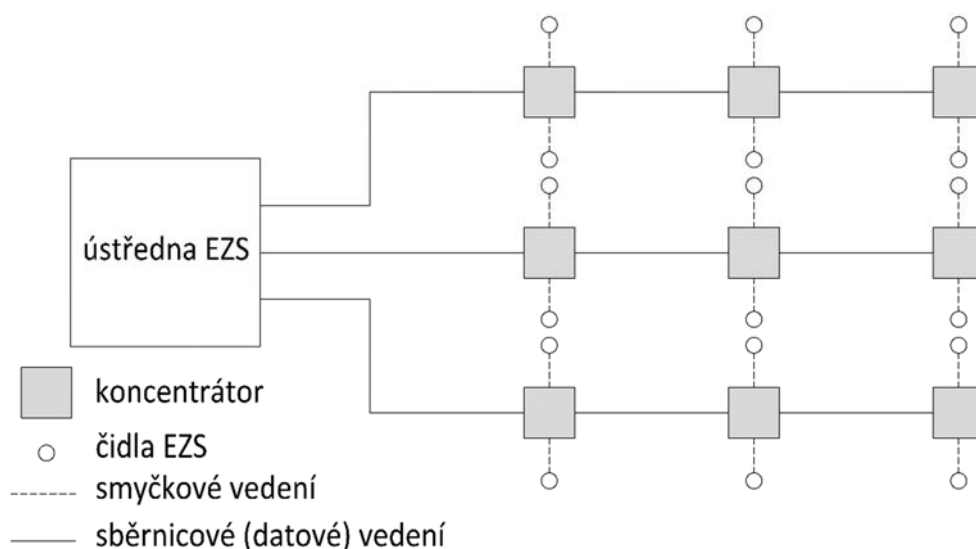 ústředna EZS
koncentrátor
čidla EZS
smyčkové vedení
sběrnicové (datové) vedení